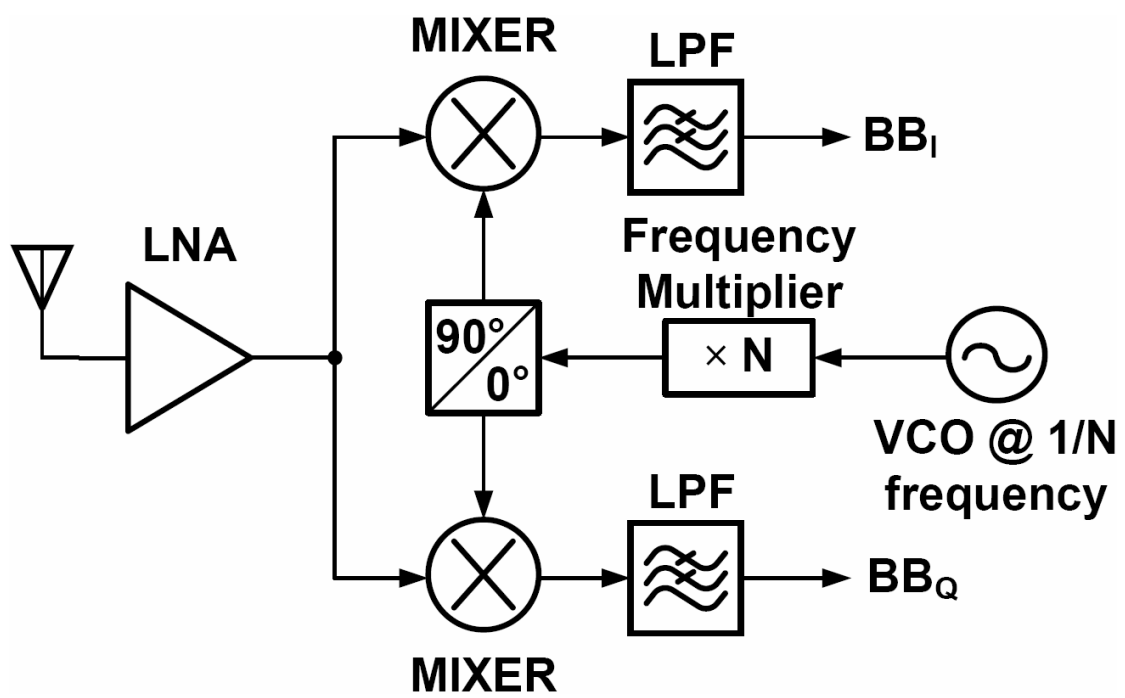 MIXER
LPF
BB_I
LNA
Frequency
Multiplier
90°
0°
× N
VCO @ 1/N
frequency
LPF
BB_Q
MIXER